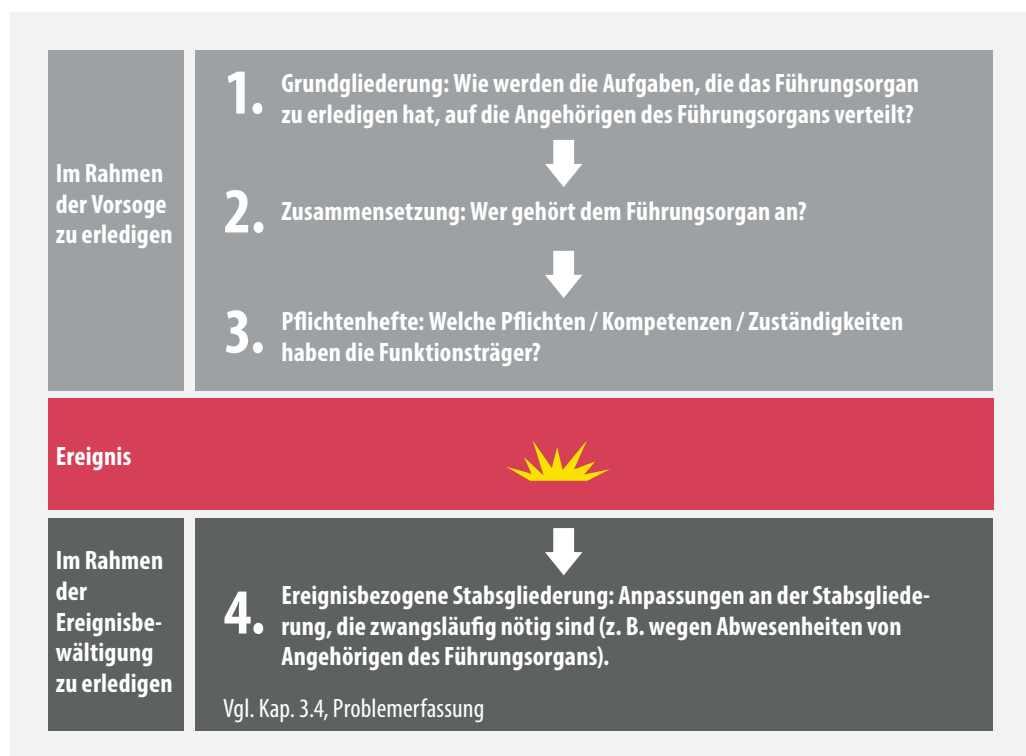 Im Rahmen
der Vorsoge
zu erledigen
1. Grundgliederung: Wie werden die Aufgaben, die das Führungsorgan
zu erledigen hat, auf die Angehörigen des Führungsorgans verteilt?
2. Zusammensetzung: Wer gehört dem Führungsorgan an?
3. Pflichtenhefte: Welche Pflichten / Kompetenzen / Zuständigkeiten
haben die Funktionsträger?
Ereignis
Im Rahmen
der
Ereignisbe-
wältigung
zu erledigen
4. Ereignisbezogene Stabsgliederung: Anpassungen an der Stabsgliede-
rung, die zwangsläufig nötig sind (z. B. wegen Abwesenheiten von
Angehörigen des Führungsorgans).
Vgl. Kap. 3.4, Problemerfassung